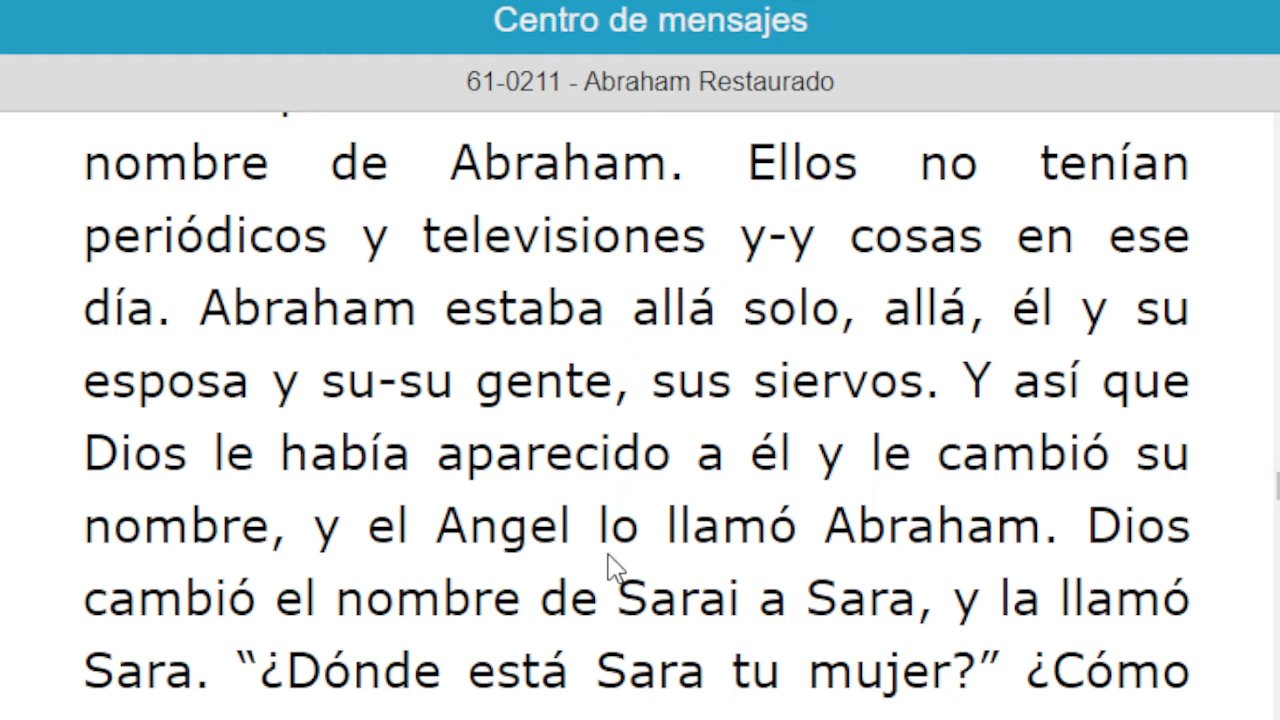 Centro de mensajes
61-0211 - Abraham Restaurado
nombre de Abraham. Ellos no tenían
periódicos y televisiones y-y cosas en ese
día. Abraham estaba allá solo, allá, él y su
esposa y su-su gente, sus siervos. Y así que
Dios le había aparecido a él y le cambió su
nombre, y el Angel lo llamó Abraham. Dios
cambió el nombre de Sarai a Sara, y la llamó
Sara. “¿Dónde está Sara tu mujer?” ¿Cómo